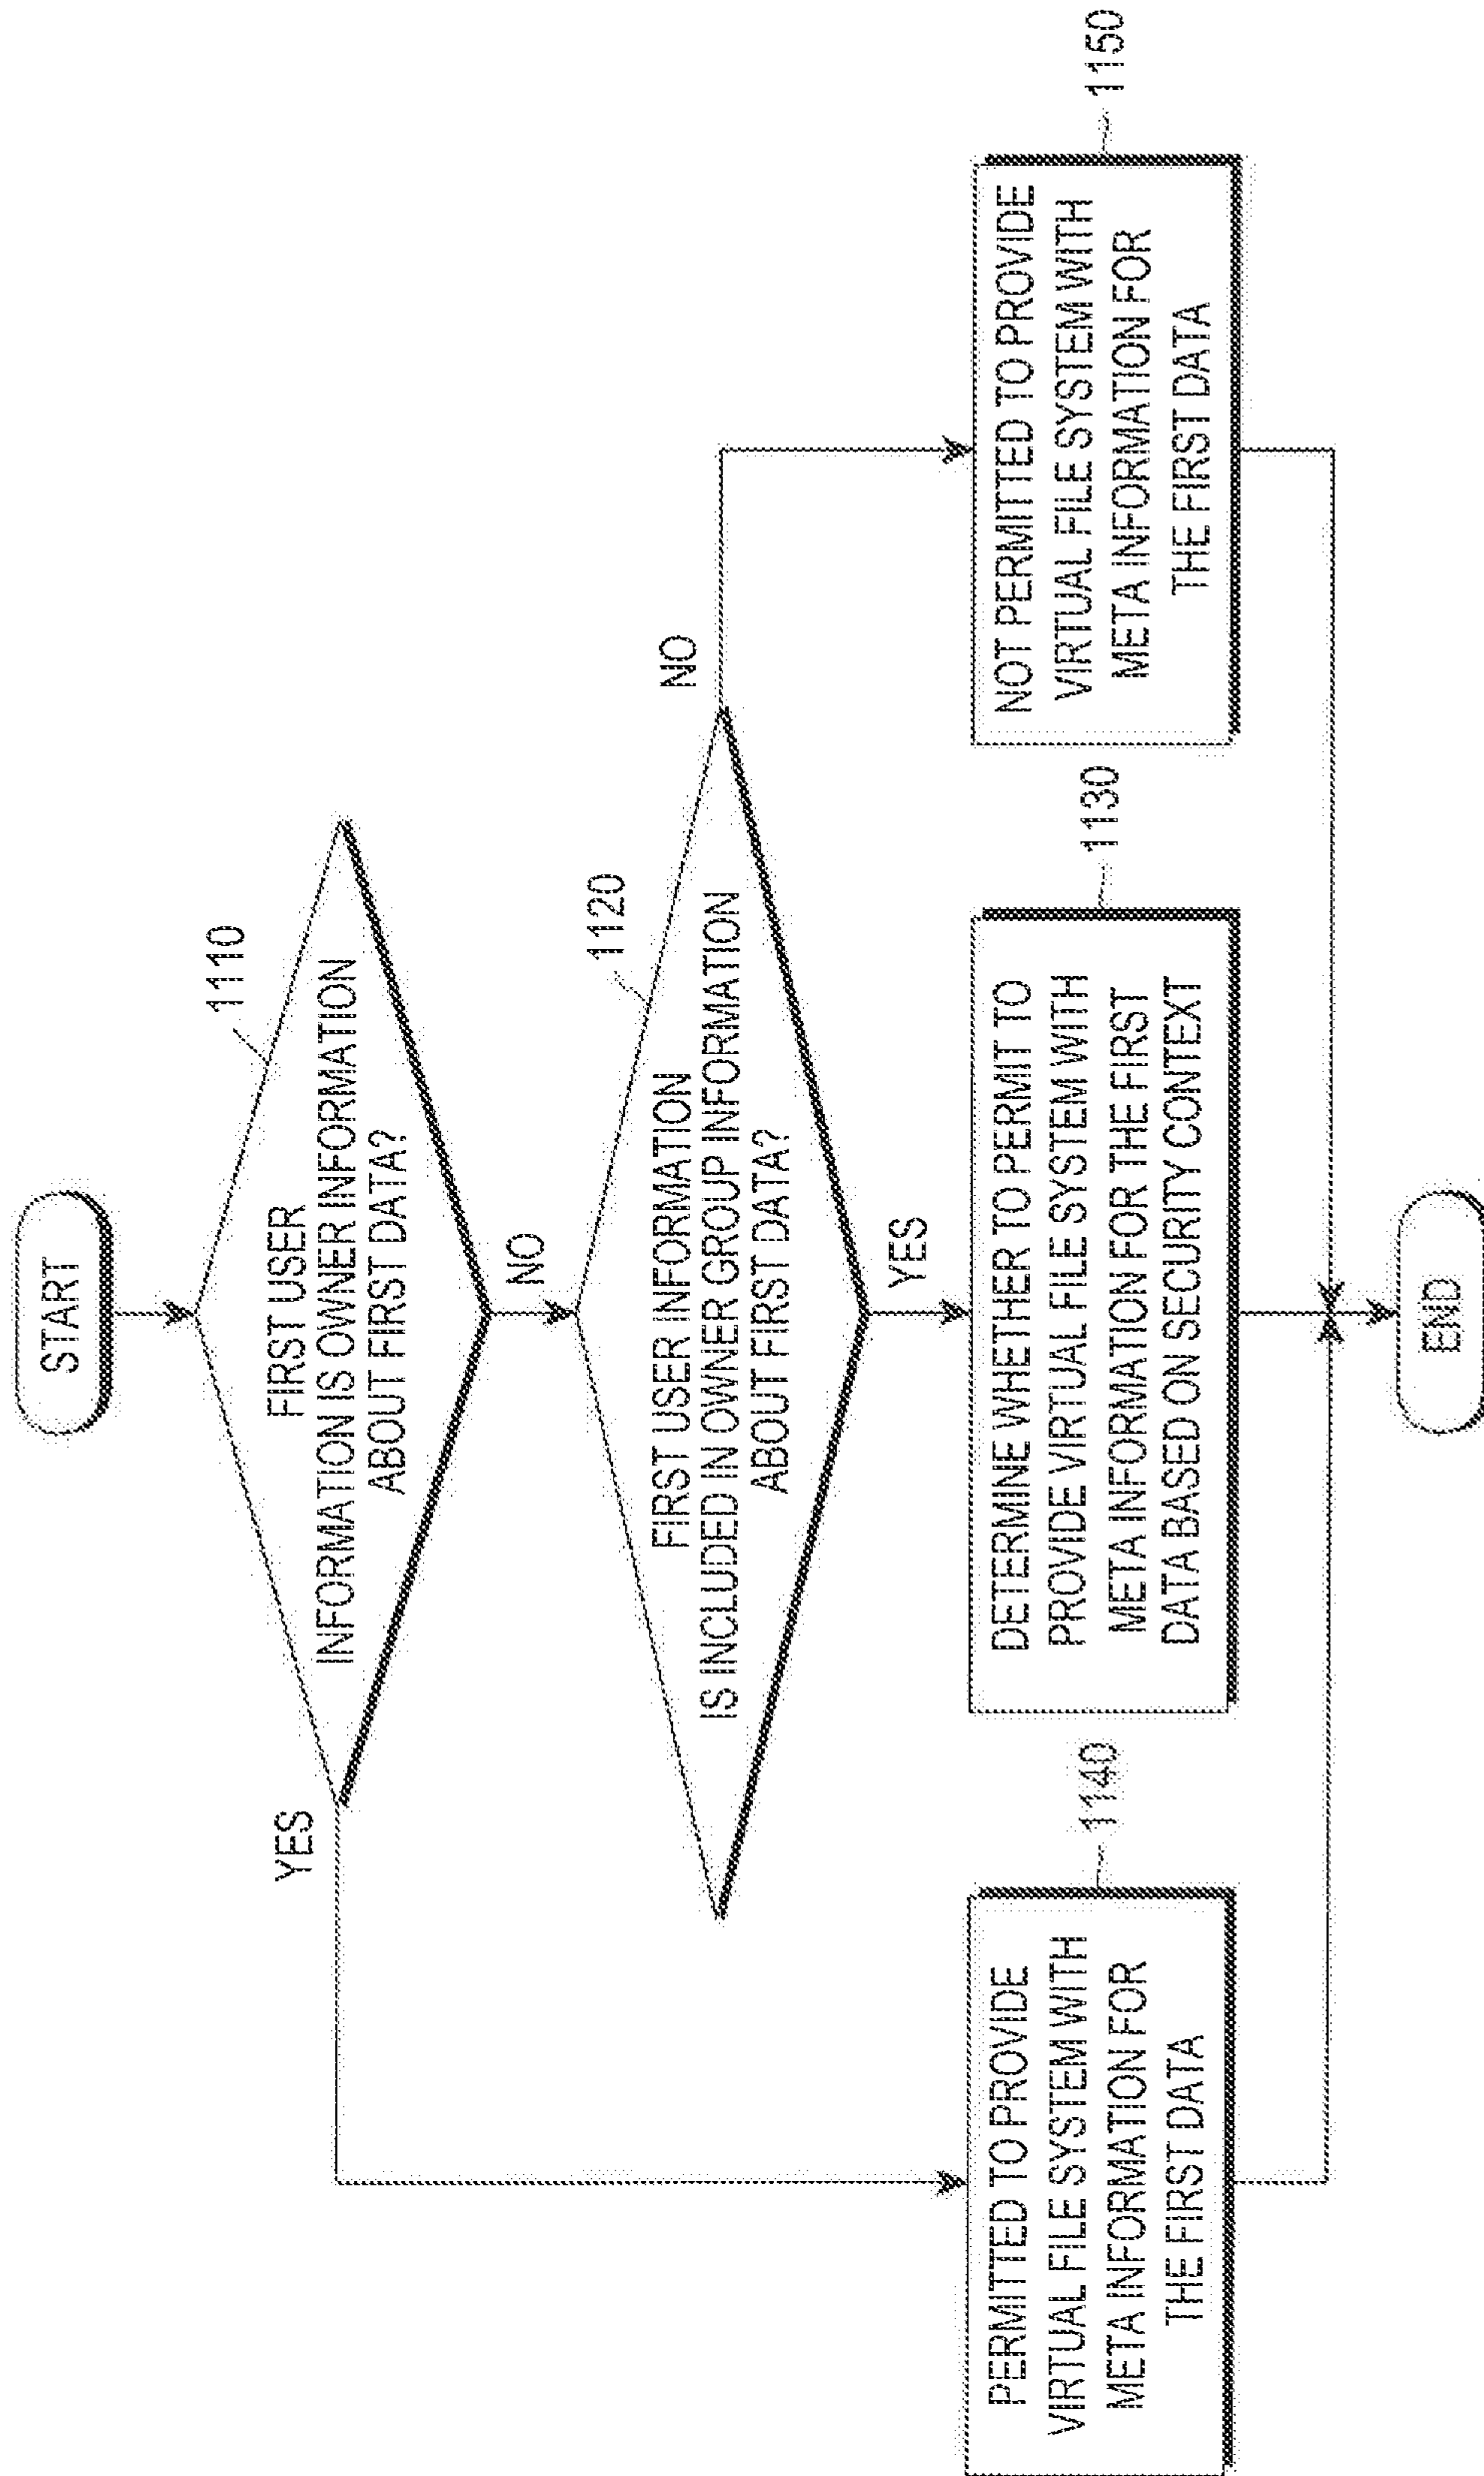 START
1110
FIRST USER
INFORMATION IS OWNER INFORMATION
ABOUT FIRST DATA?
YES
NO
1120
FIRST USER INFORMATION
IS INCLUDED IN OWNER GROUP INFORMATION
ABOUT FIRST DATA?
NO
YES
1140
PERMITTED TO PROVIDE
VIRTUAL FILE SYSTEM WITH
META INFORMATION FOR
THE FIRST DATA
1130
DETERMINE WHETHER TO PERMIT TO
PROVIDE VIRTUAL FILE SYSTEM WITH
META INFORMATION FOR THE FIRST
DATA BASED ON SECURITY CONTEXT
1150
NOT PERMITTED TO PROVIDE
VIRTUAL FILE SYSTEM WITH
META INFORMATION FOR
THE FIRST DATA
END